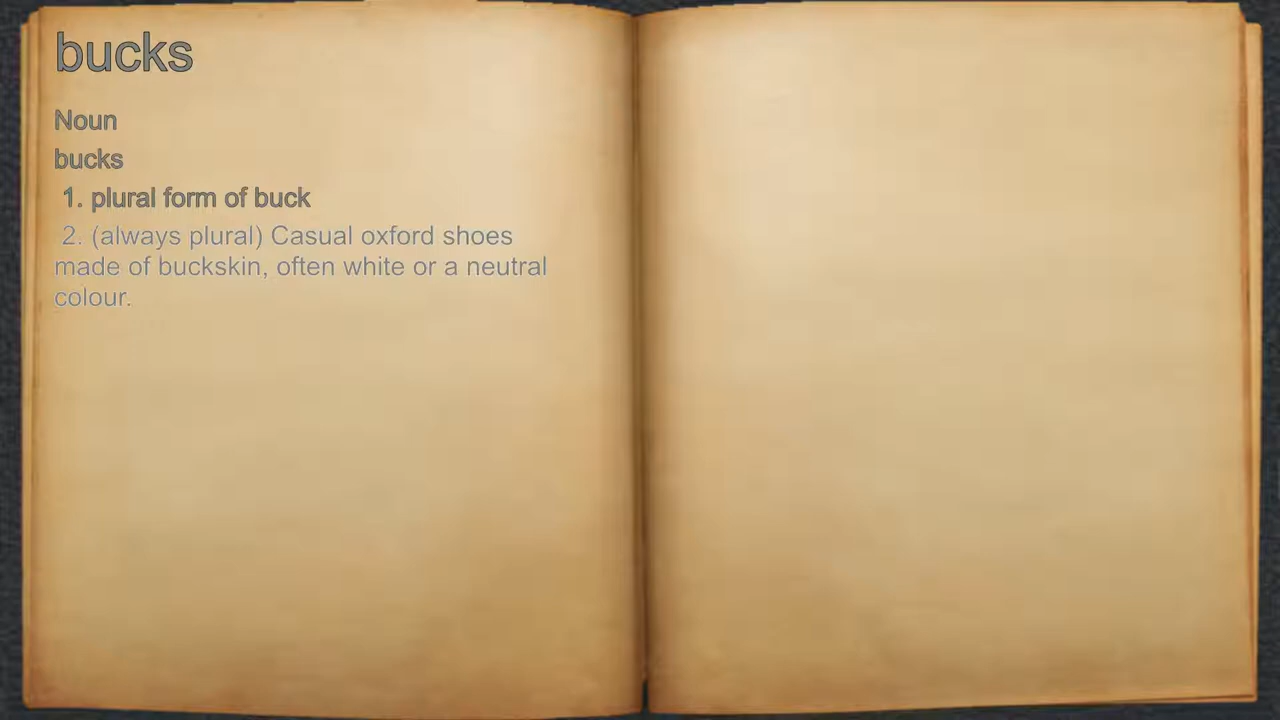 bucks
Noun
bucks
1. plural form of buck
2. (always plural) Casual oxford shoes
made of buckskin, often white or a neutral
colour.